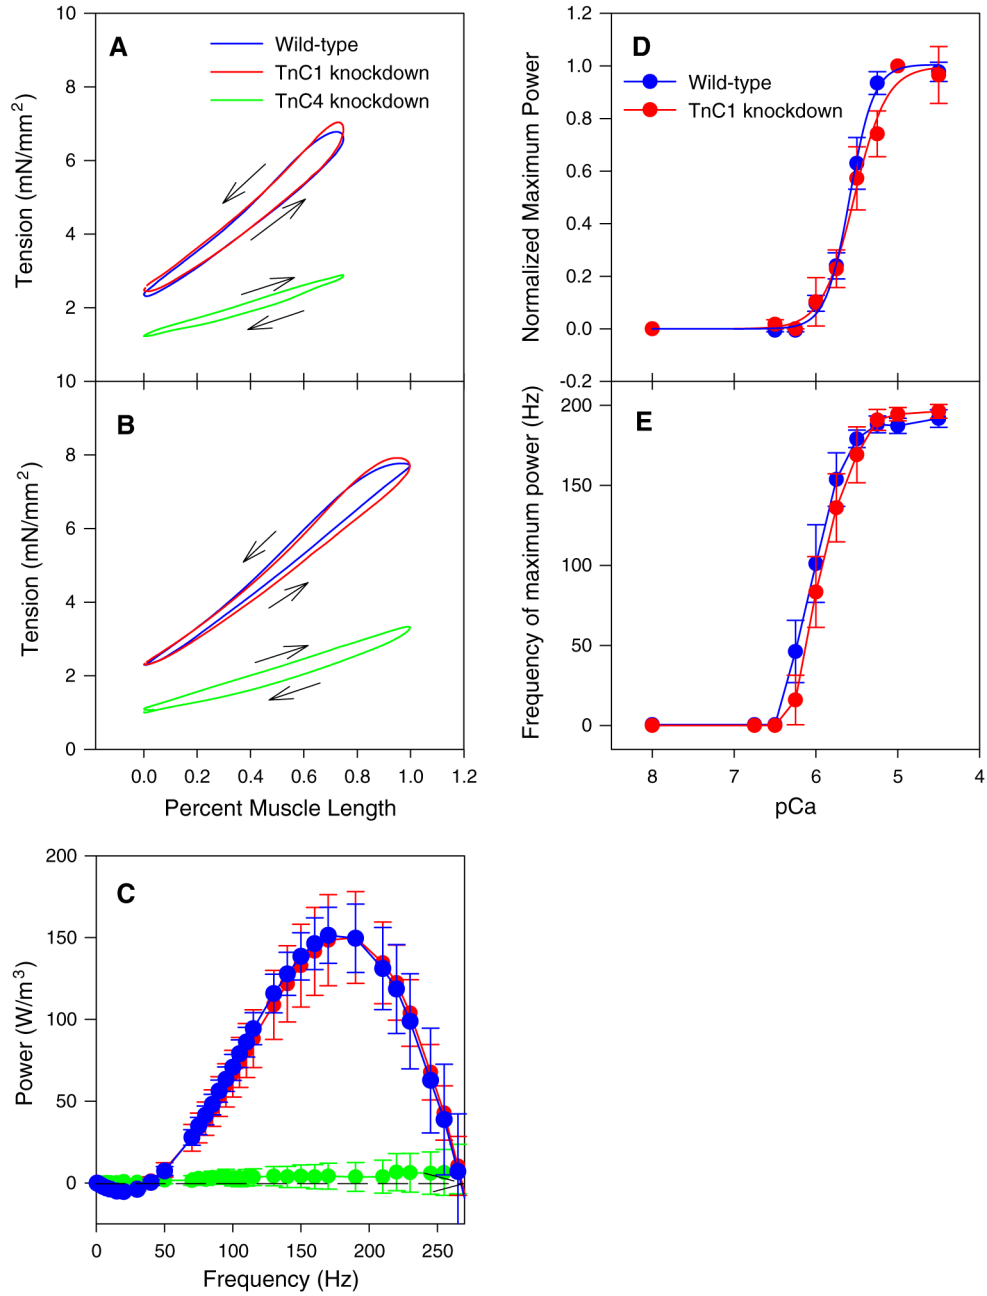 A
Wild-type
TnC1 knockdown
TnC4 knockdown
10
8
6
4
2
10
Tension (mN/mm2)
B
8
6
4
2
0
Tension (mN/mm2)
0.0 0.2 0.4 0.6 0.8 1.0 1.2
Percent Muscle Length
C
200
150
100
50
0
Power (W/m3)
0 50 100 150 200 250
Frequency (Hz)
D
Wild-type
TnC1 knockdown
1.2
1.0
0.8
0.6
0.4
0.2
0.0
-0.2
Normalized Maximum Power
E
200
150
100
50
0
Frequency of maximum power (Hz)
8 7 6 5 4
pCa